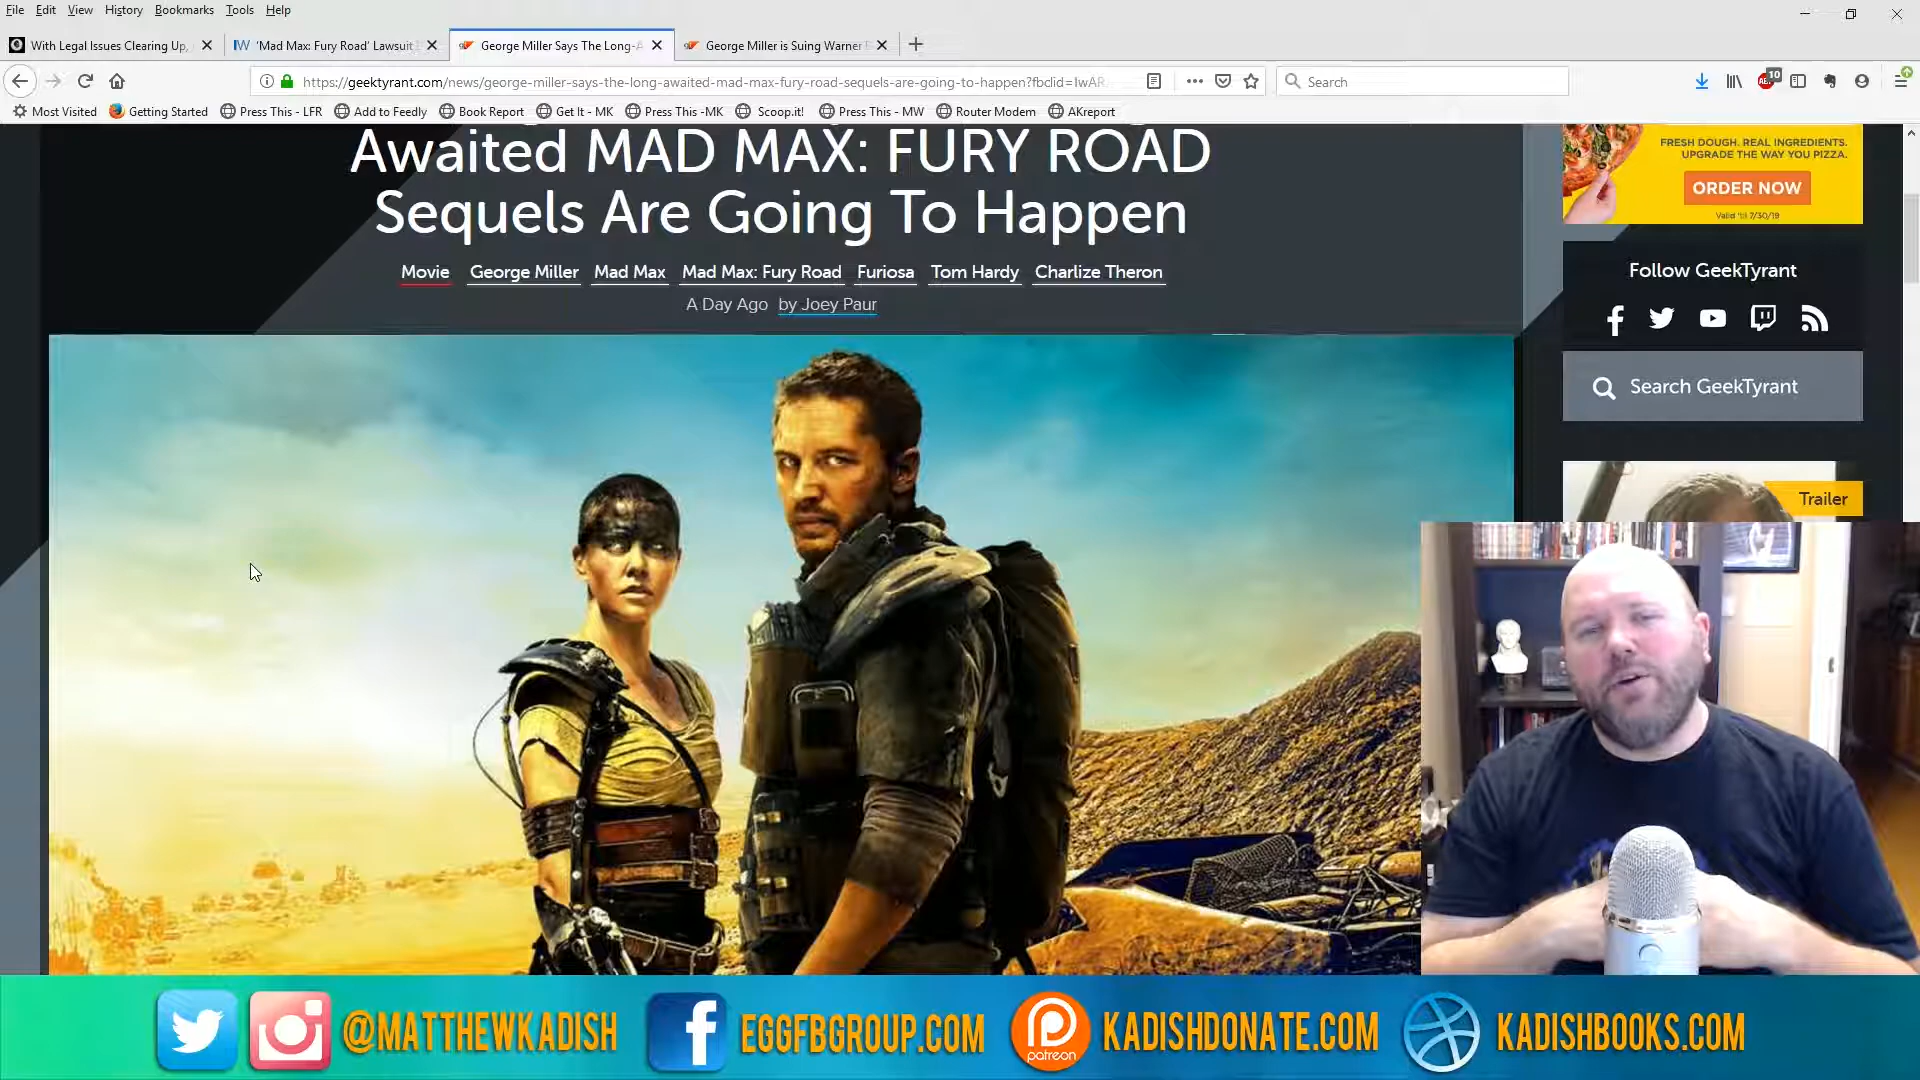 File Edit View History Bookmarks Tools Help
With Legal Issues Clearing Up,
'Mad Max: Fury Road' Lawsuit
George Miller Says The Long-A
George Miller is Suing Warner B
https://geektyrant.com/news/george-miller-says-the-long-awaited-mad-max-fury-road-sequels-are-going-to-happen?fbclid=IwAR
Search
10
Most Visited Getting Started Press This - LFR Add to Feedly Book Report Get It - MK Press This -MK Scoop.it! Press This - MW Router Modem AKreport
Awaited MAD MAX: FURY ROAD
Sequels Are Going To Happen
Movie George Miller Mad Max Mad Max: Fury Road Furiosa Tom Hardy Charlize Theron
A Day Ago by Joey Paur
FRESH DOUGH. REAL INGREDIENTS.
UPGRADE THE WAY YOU PIZZA.
ORDER NOW
Valid 'til 7/30/19
Follow GeekTyrant
Search GeekTyrant
Trailer
@MATTHEWKADISH
EGGFBGROUP.COM
patreon
KADISHDONATE.COM
KADISHBOOKS.COM